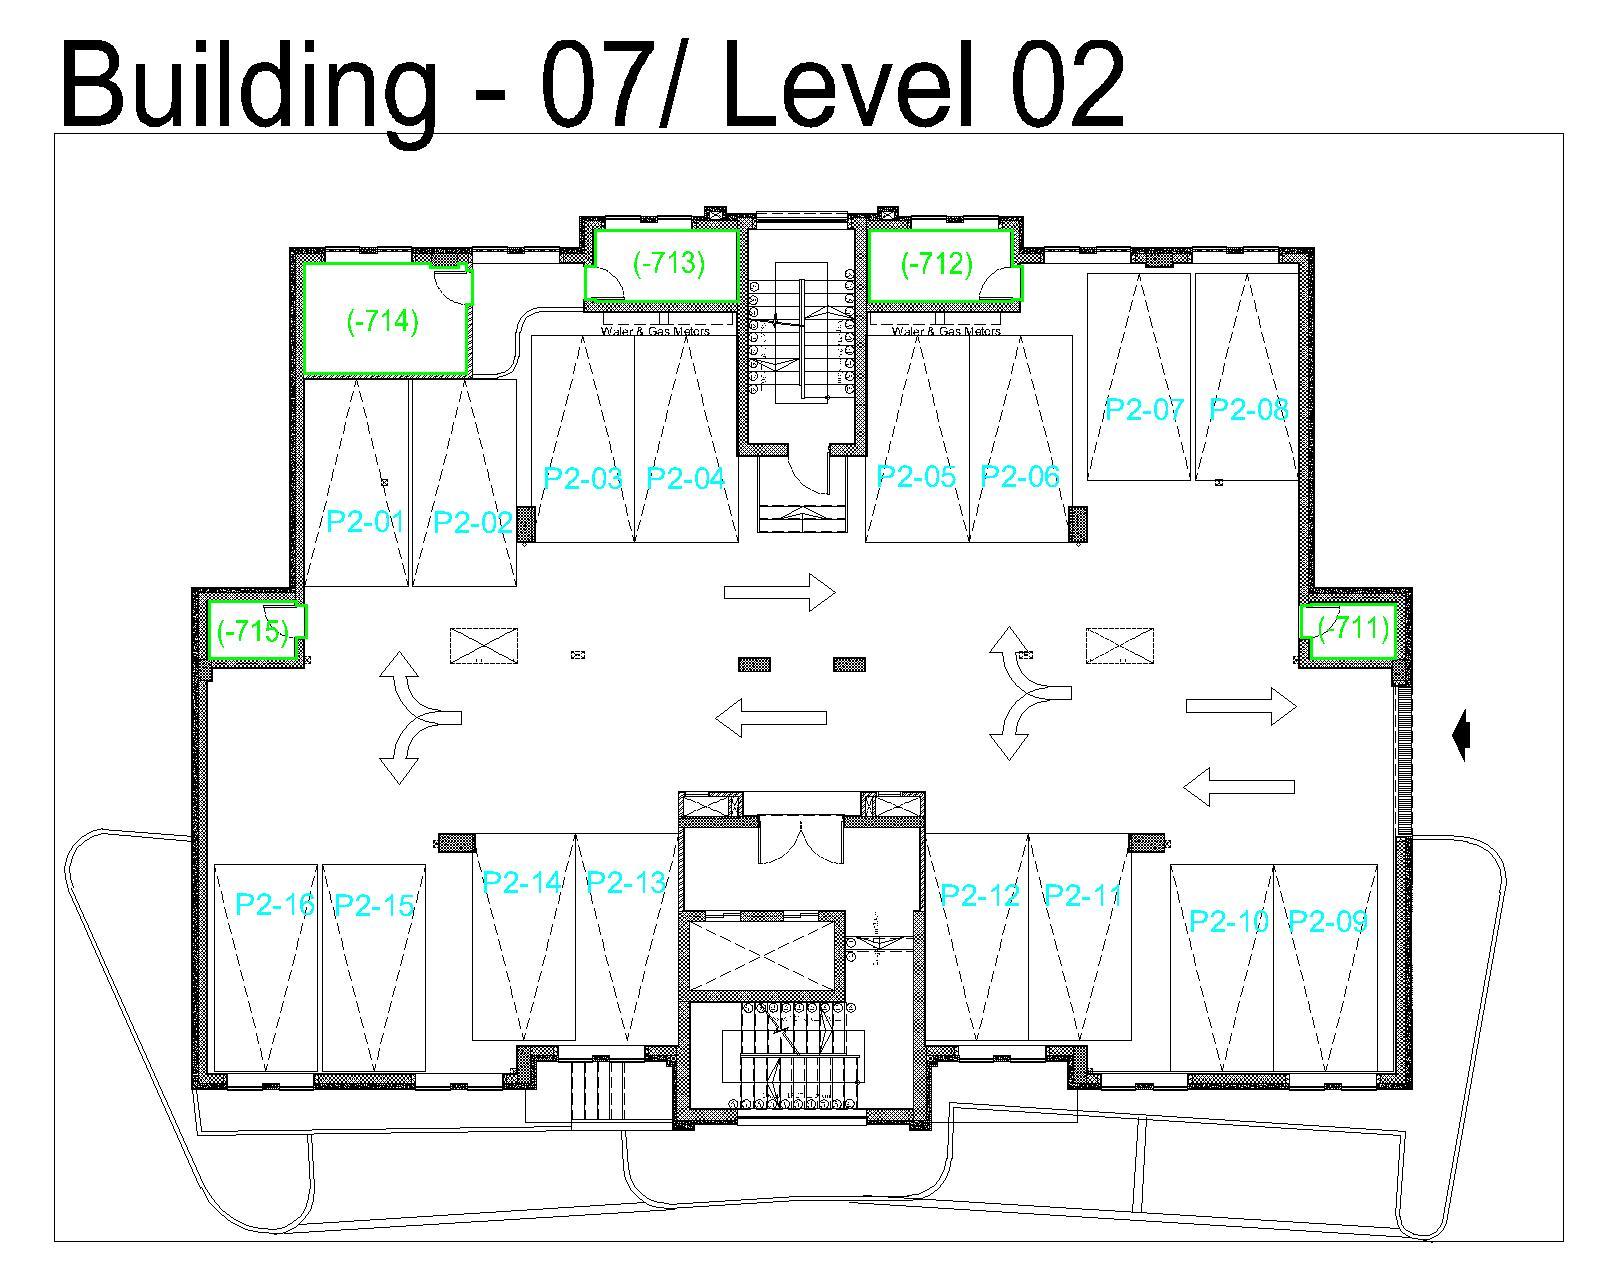 Building - 07/ Level 02
(-713)
(-712)
(-714)
Water & Gas Metors
Water & Gas Metors
P2-07
P2-08
P2-03
P2-04
P2-05
P2-06
P2-01
P2-02
(-715)
(-711)
P2-14
P2-13
P2-12
P2-11
P2-16
P2-15
P2-10
P2-09